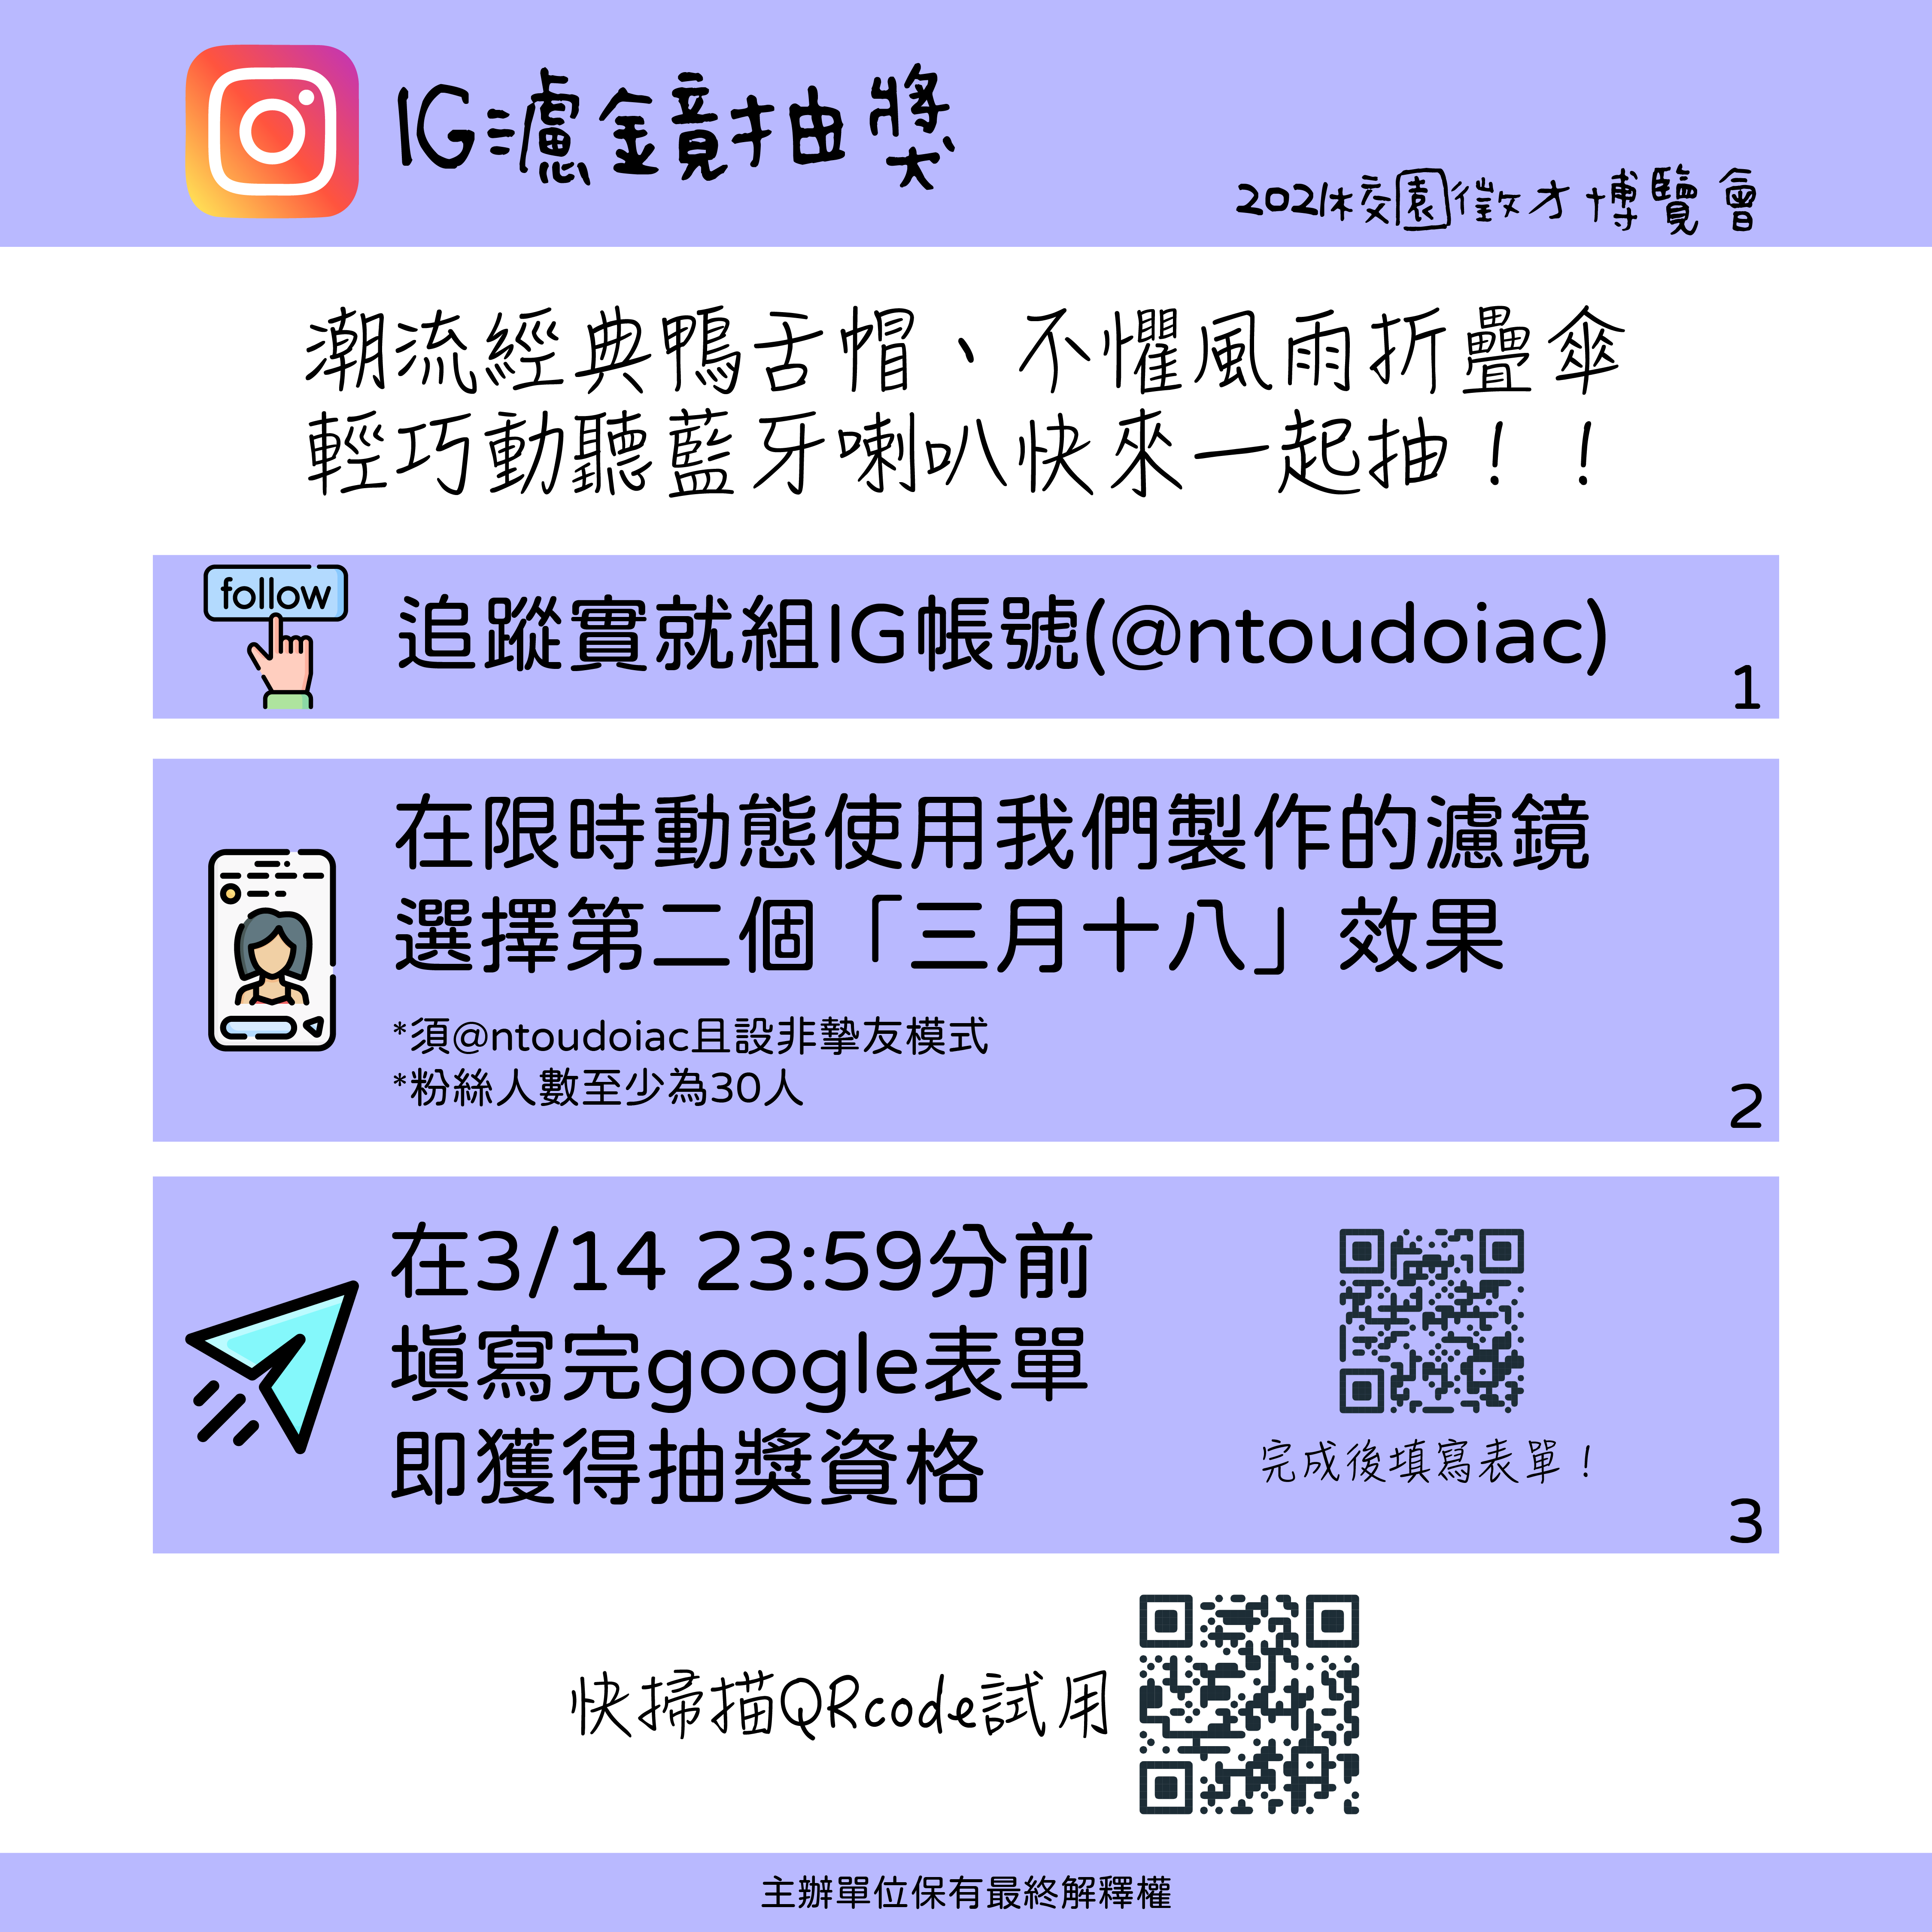 IG濾鏡抽獎
2021校園徵才博覽會
潮流經典鴨舌帽、不懼風雨折疊傘
輕巧動聽藍牙喇叭快來一起抽！！
follow
追蹤實就組IG帳號(@ntoudoiac)
1
在限時動態使用我們製作的濾鏡
選擇第二個「三月十八」效果
*須@ntoudoiac且設非摯友模式
*粉絲人數至少為30人
2
在3/14 23:59分前
填寫完google表單
即獲得抽獎資格
完成後填寫表單！
3
快掃描QRcode試用
主辦單位保有最終解釋權